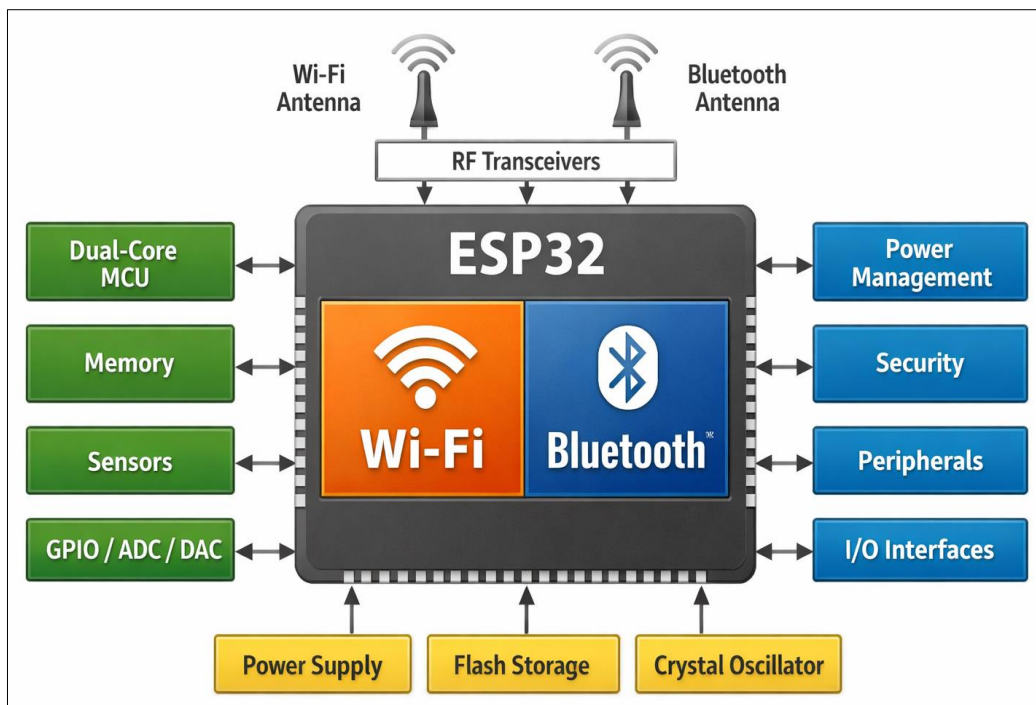 Wi-Fi
Antenna
Bluetooth
Antenna
RF Transceivers
ESP32
Dual-Core
MCU
Memory
Sensors
GPIO / ADC / DAC
Wi-Fi
Bluetooth™
Power
Management
Security
Peripherals
I/O Interfaces
Power Supply
Flash Storage
Crystal Oscillator